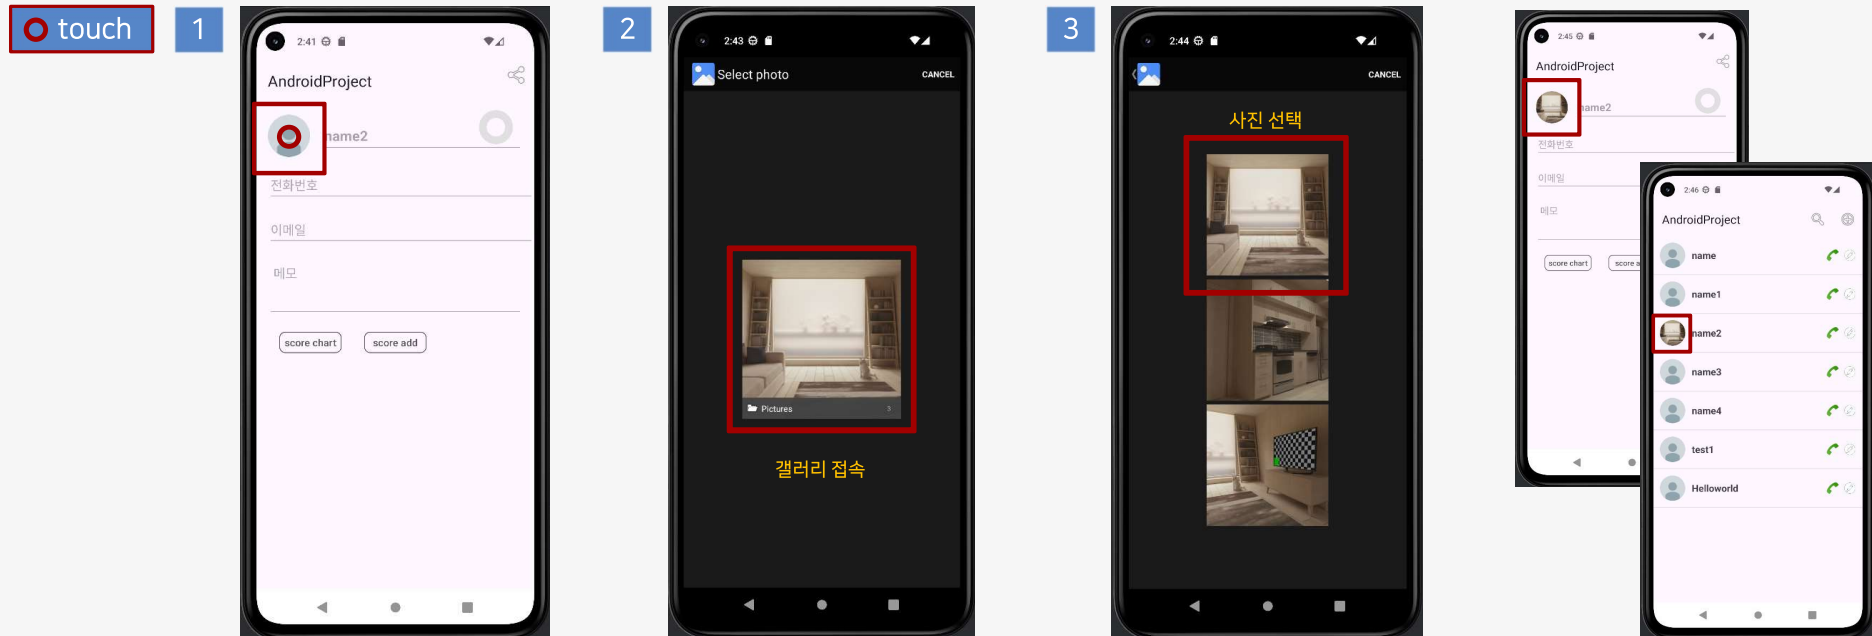 touch
1
2:41
AndroidProject
name2
전화번호
이메일
메모
score chart
score add
2
2:43
Select photo
CANCEL
Pictures
3
갤러리 접속
3
2:44
CANCEL
사진 선택
2:45
AndroidProject
name2
전화번호
이메일
메모
score chart
score a
2:46
AndroidProject
name
name1
name2
name3
name4
test1
Helloworld